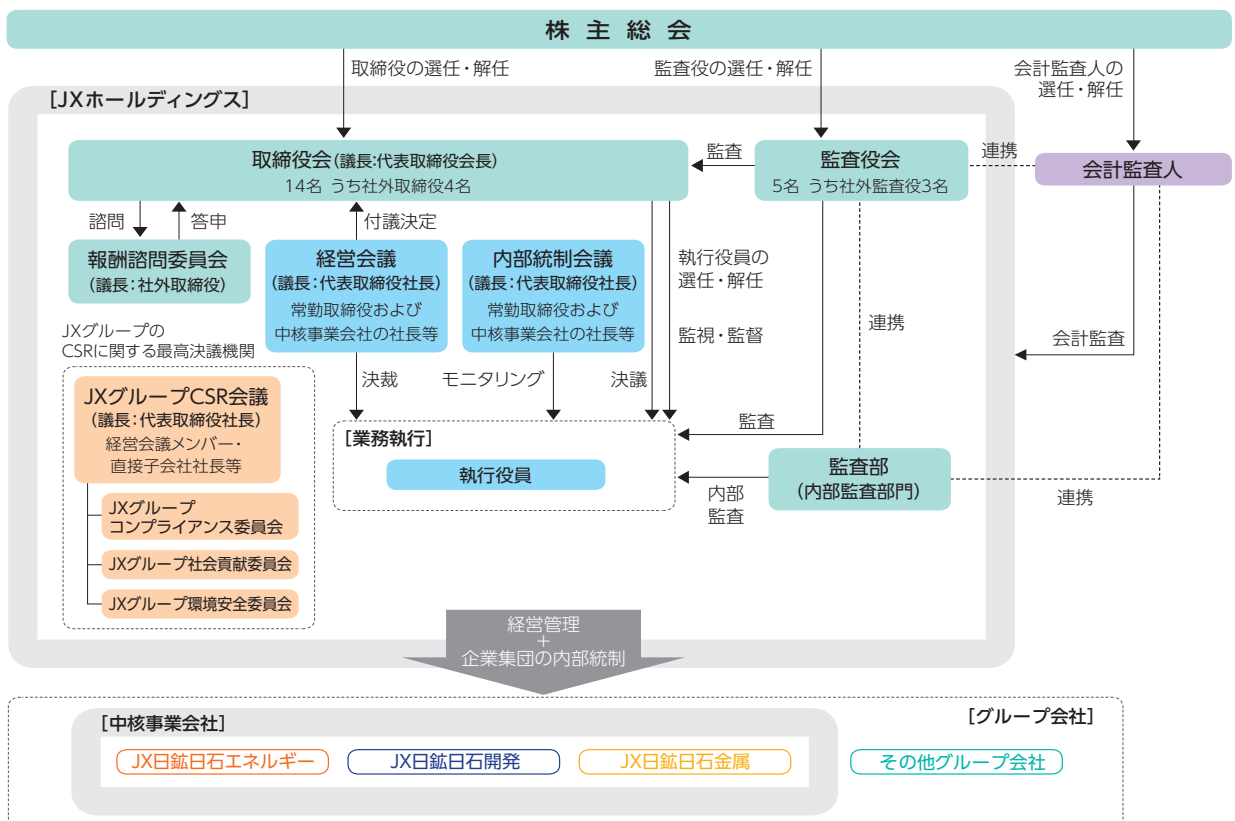 株主総会
取締役の選任・解任
監査役の選任・解任
会計監査人の
選任・解任
[JXホールディングス]
取締役会(議長:代表取締役会長)
14名 うち社外取締役4名
監査
監査役会
5名 うち社外監査役3名
連携
会計監査人
諮問
答申
付議決定
報酬諮問委員会
(議長:社外取締役)
経営会議
(議長:代表取締役社長)
常勤取締役および
中核事業会社の社長等
内部統制会議
(議長:代表取締役社長)
常勤取締役および
中核事業会社の社長等
執行役員の
選任・解任
監視・監督
連携
会計監査
JXグループの
CSRに関する最高決議機関
決裁
モニタリング
決議
JXグループCSR会議
(議長:代表取締役社長)
経営会議メンバー・
直接子会社社長等
JXグループ
コンプライアンス委員会
JXグループ社会貢献委員会
JXグループ環境安全委員会
[業務執行]
執行役員
監査
内部
監査
監査部
(内部監査部門)
連携
経営管理
+
企業集団の内部統制
[中核事業会社]
[グループ会社]
JX日鉱日石エネルギー
JX日鉱日石開発
JX日鉱日石金属
その他グループ会社